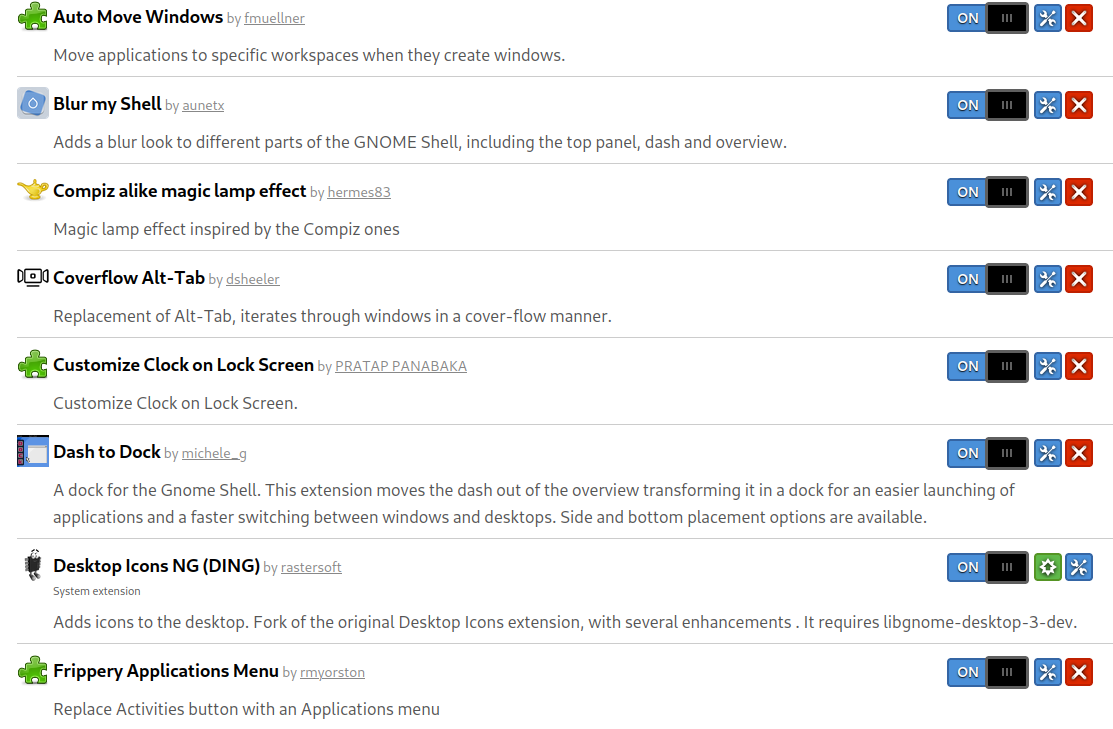 Auto Move Windows by fmuellner ON
Move applications to specific workspaces when they create windows.
Blur my Shell by aunetx ON
Adds a blur look to different parts of the GNOME Shell, including the top panel, dash and overview.
Compiz alike magic lamp effect by hermes83 ON
Magic lamp effect inspired by the Compiz ones
Coverflow Alt-Tab by dsheeler ON
Replacement of Alt-Tab, iterates through windows in a cover-flow manner.
Customize Clock on Lock Screen by PRATAP PANABAKA ON
Customize Clock on Lock Screen.
Dash to Dock by michele_g ON
A dock for the Gnome Shell. This extension moves the dash out of the overview transforming it in a dock for an easier launching of
applications and a faster switching between windows and desktops. Side and bottom placement options are available.
Desktop Icons NG (DING) by rastersoft ON
System extension
Adds icons to the desktop. Fork of the original Desktop Icons extension, with several enhancements . It requires libgnome-desktop-3-dev.
Frippery Applications Menu by rmyorston ON
Replace Activities button with an Applications menu